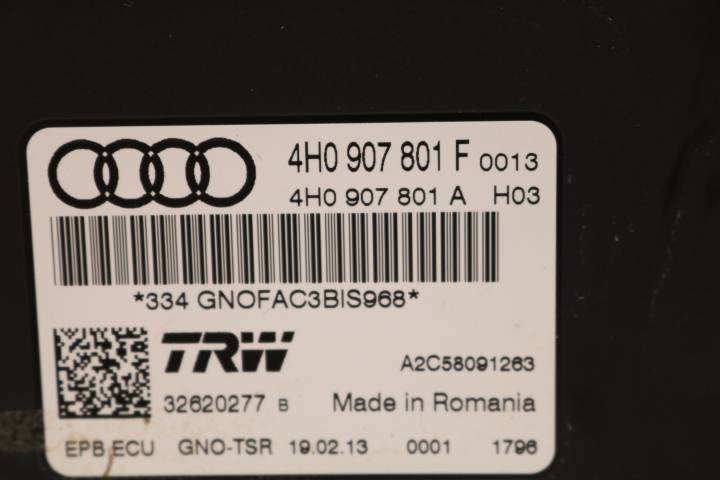 4H0 907 801 F 0013
4H0 907 801 A H03
*334 GNOFAC3BIS968*
TRW A2C58091263
32620277 B Made in Romania
EPB ECU GNO-TSR 19.02.13 0001 1796